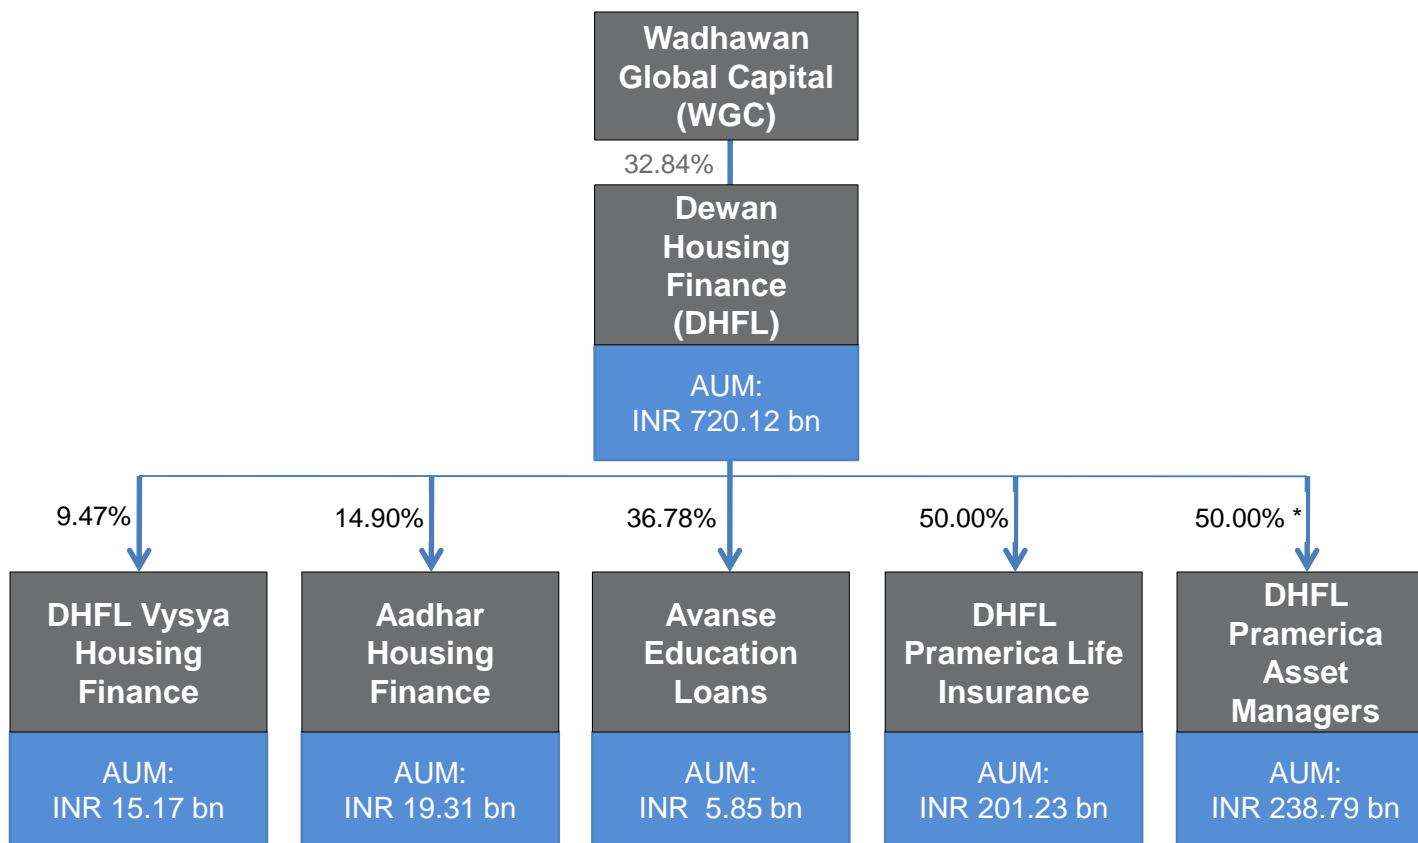 Wadhawan
Global Capital
(WGC)
32.84%
Dewan
Housing
Finance
(DHFL)
AUM:
INR 720.12 bn
9.47%
14.90%
36.78%
50.00%
50.00% *
DHFL Vysya
Housing
Finance
AUM:
INR 15.17 bn
Aadhar
Housing
Finance
AUM:
INR 19.31 bn
Avanse
Education
Loans
AUM:
INR  5.85 bn
DHFL
Pramerica Life
Insurance
AUM:
INR 201.23 bn
DHFL
Pramerica
Asset
Managers
AUM:
INR 238.79 bn